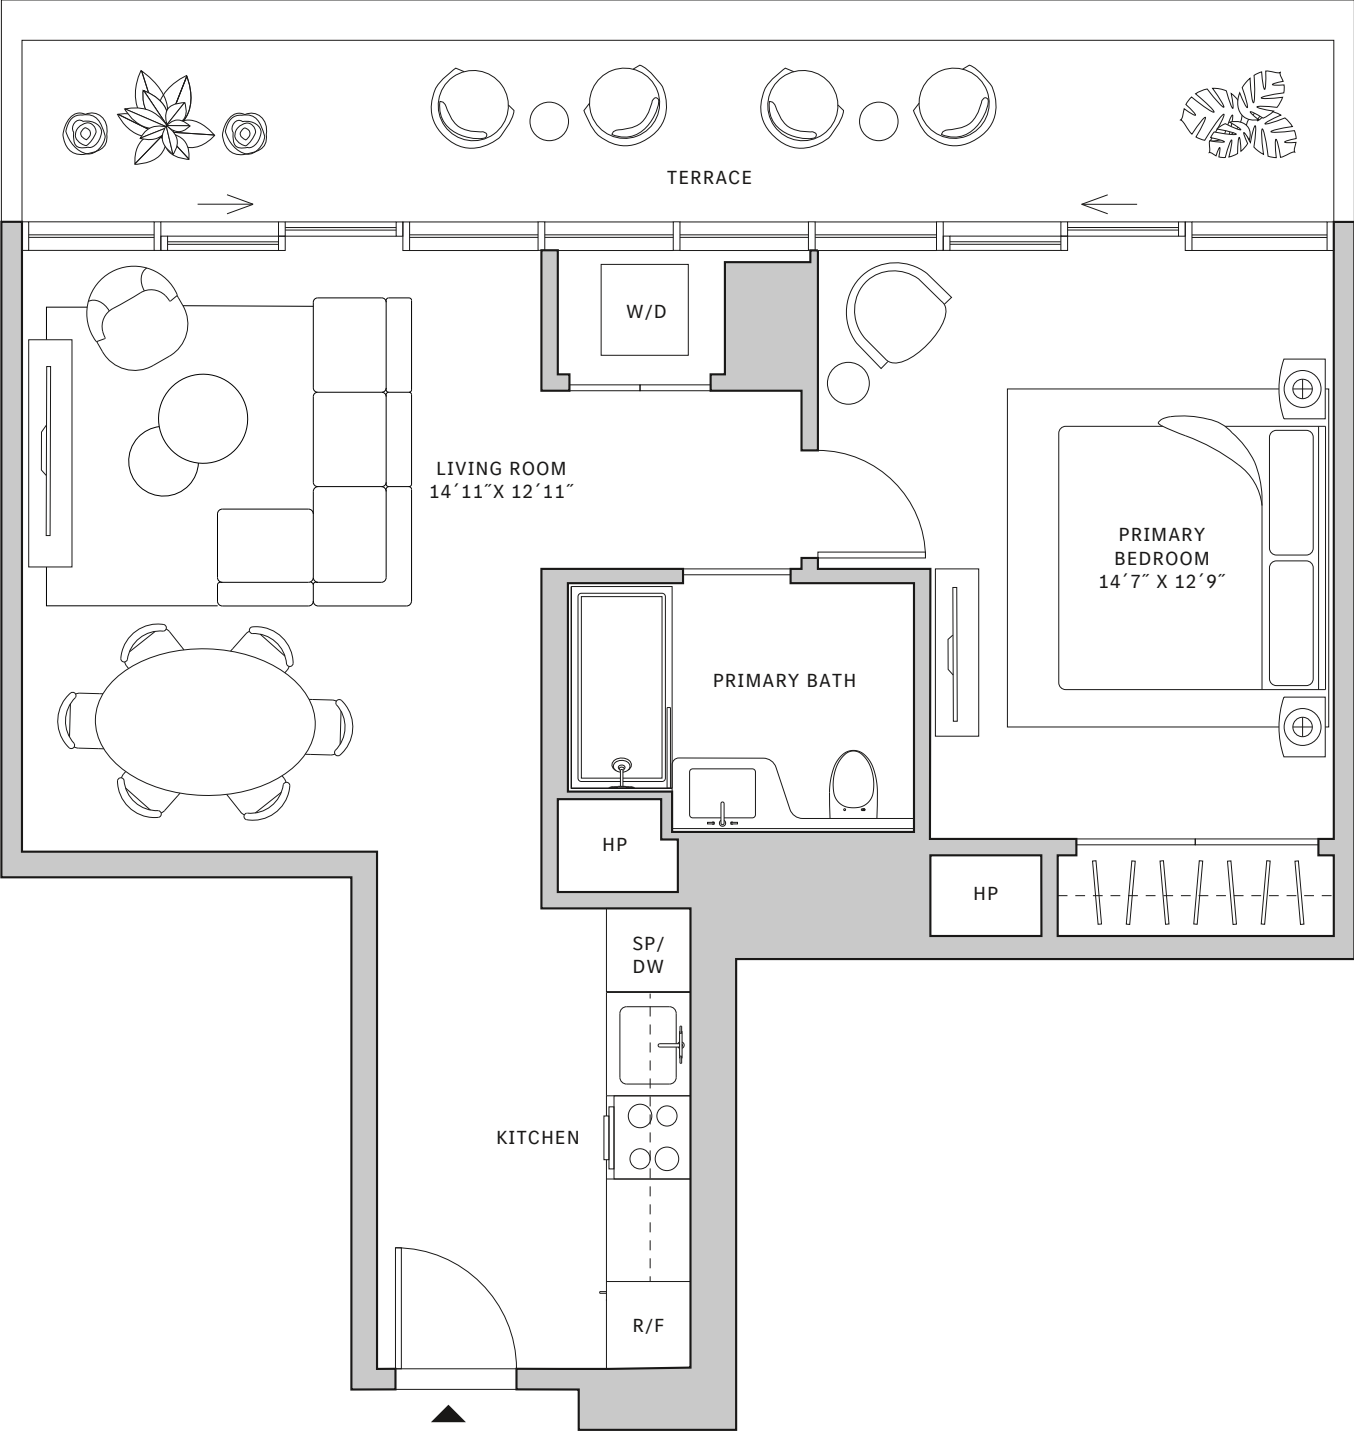 TERRACE
W/D
LIVING ROOM
14´11˝X 12´11˝
PRIMARY
BEDROOM
14´7˝ X 12´9˝
PRIMARY BATH
HP
HP
SP/
DW
KITCHEN
R/F